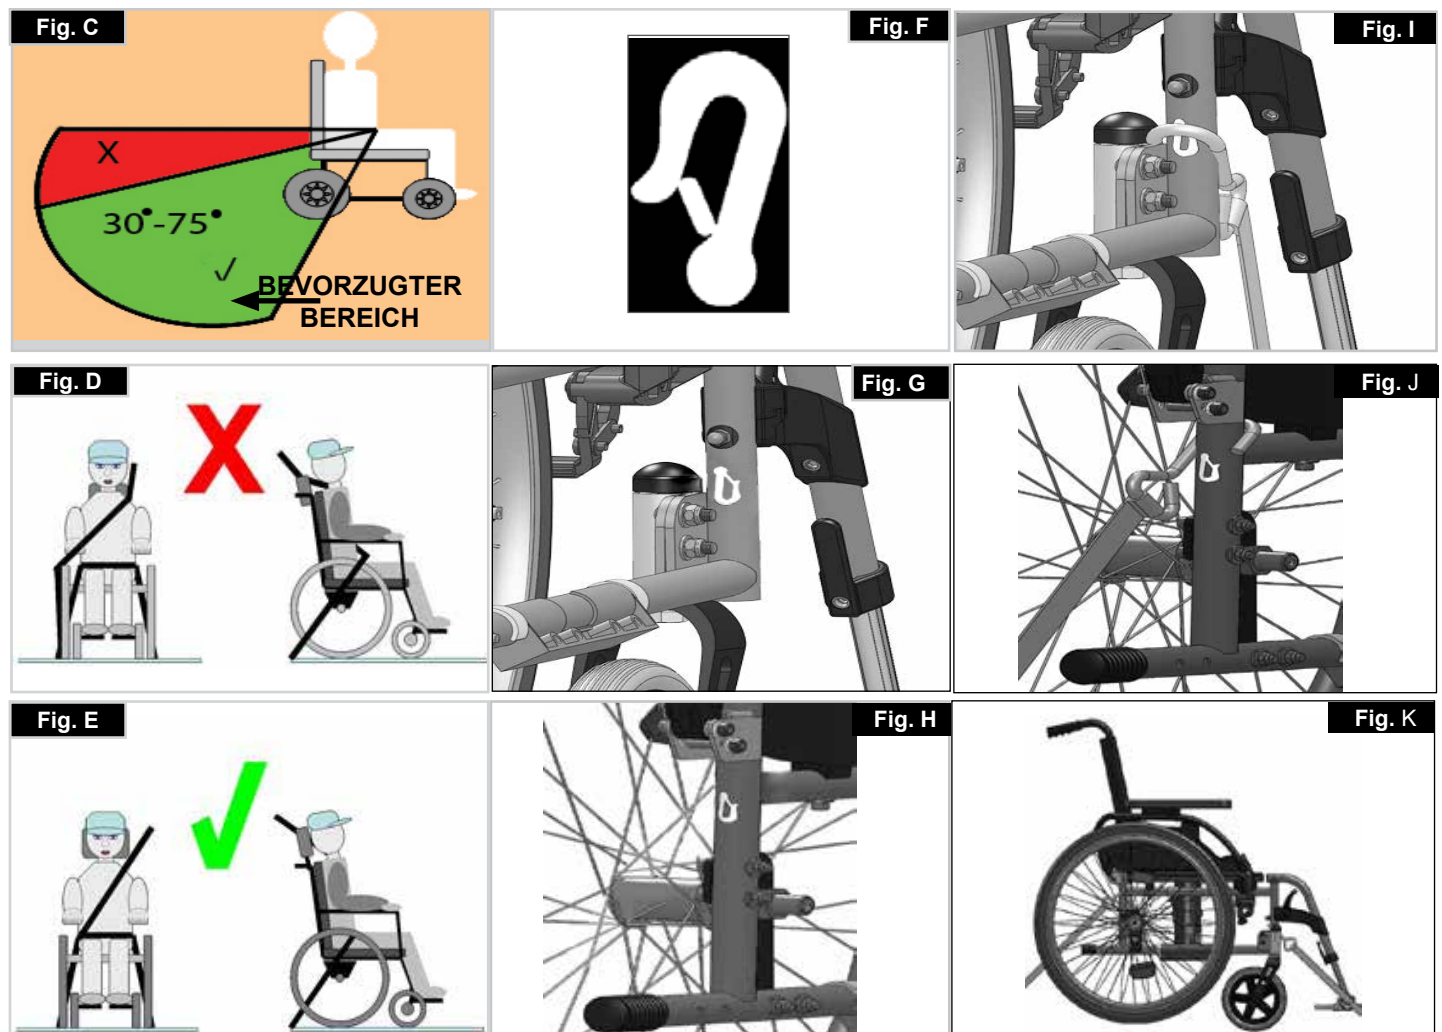 Fig. C
X
30°-75°
√
BEVORZUGTER
BEREICH
Fig. F
Fig. I
Fig. D
X
Fig. G
Fig. J
Fig. E
Fig. H
Fig. K